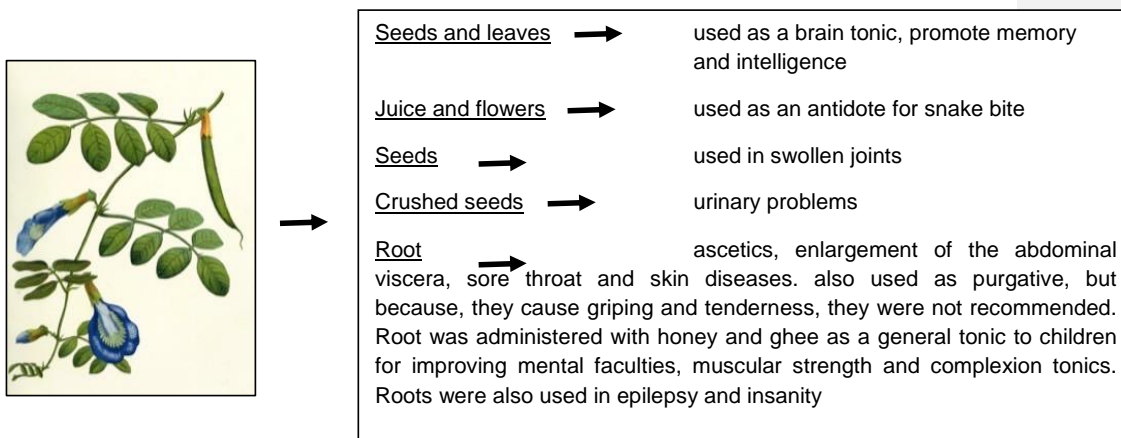 Seeds and leaves used as a brain tonic, promote memory
and intelligence
Juice and flowers used as an antidote for snake bite
Seeds used in swollen joints
Crushed seeds urinary problems
Root ascetics, enlargement of the abdominal
viscera, sore throat and skin diseases. also used as purgative, but
because, they cause griping and tenderness, they were not recommended.
Root was administered with honey and ghee as a general tonic to children
for improving mental faculties, muscular strength and complexion tonics.
Roots were also used in epilepsy and insanity